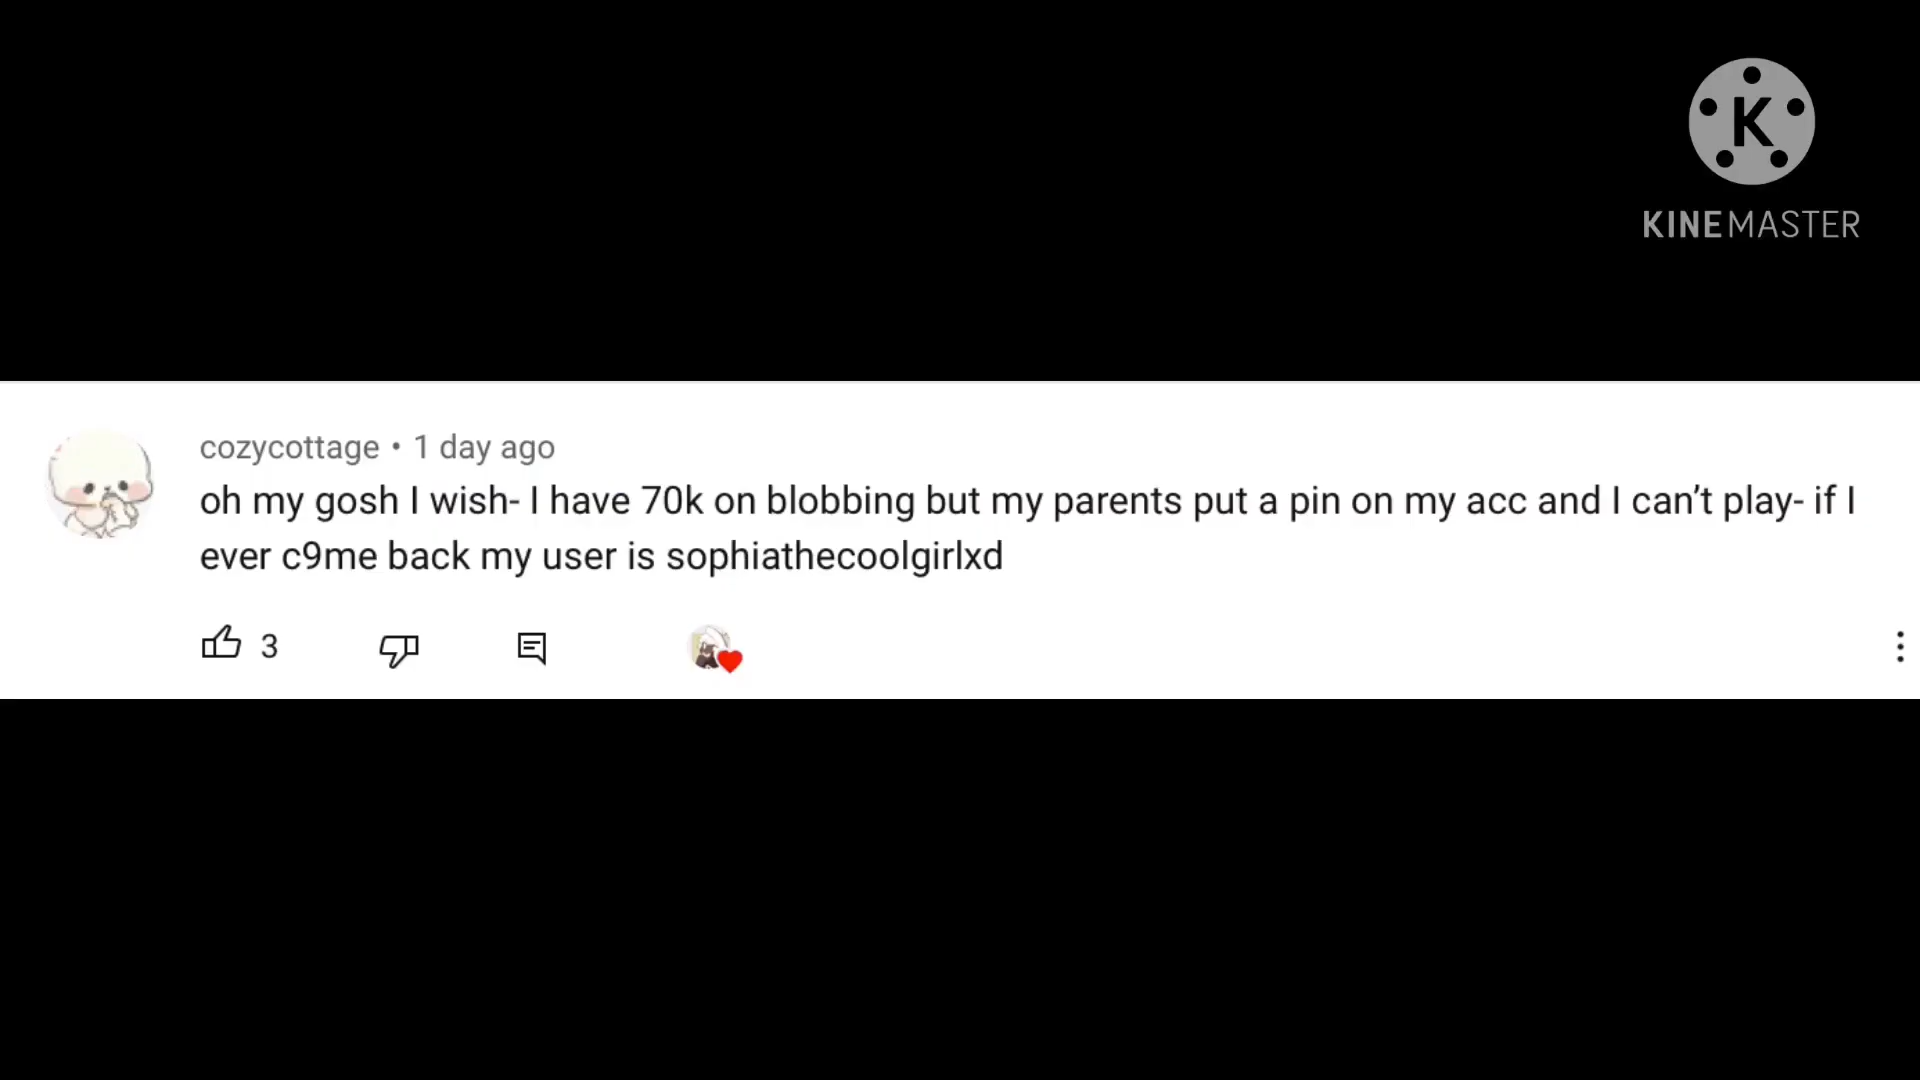 K
KINEMASTER
cozycottage • 1 day ago
oh my gosh I wish- I have 70k on blobbing but my parents put a pin on my acc and I can’t play- if I
ever c9me back my user is sophiathecoolgirlxd
3